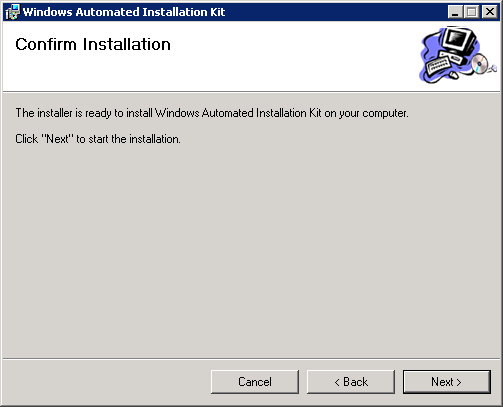 Windows Automated Installation Kit
Confirm Installation
The installer is ready to install Windows Automated Installation Kit on your computer.
Click "Next" to start the installation.
Cancel
< Back
Next >